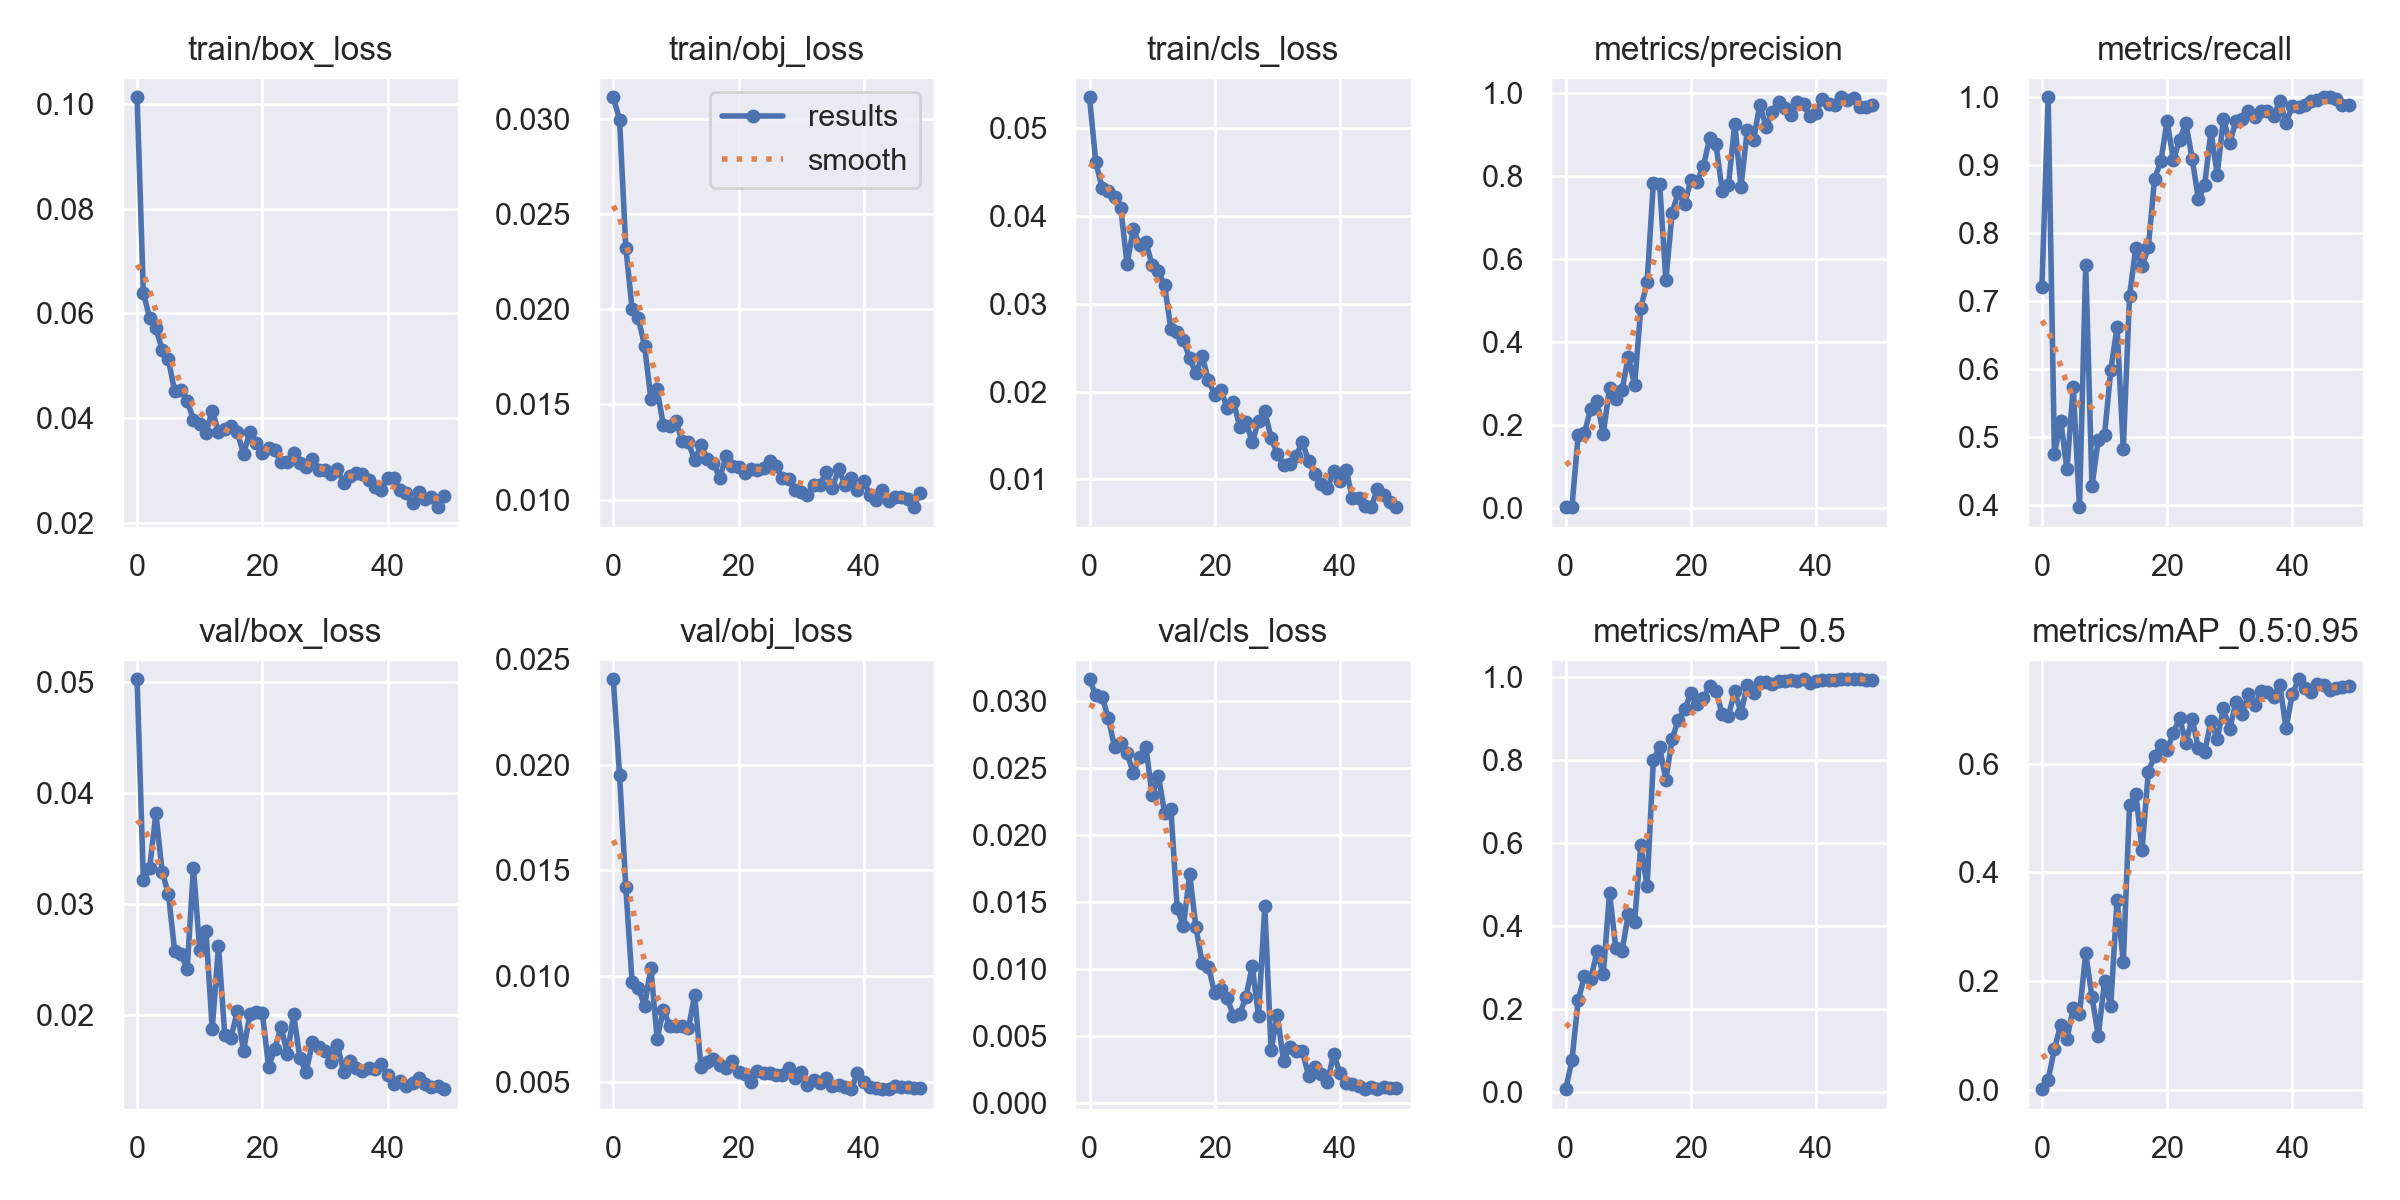 train/box_loss
0.10
0.08
0.06
0.04
0.02
0 20 40
train/obj_loss
results
smooth
0.030
0.025
0.020
0.015
0.010
0 20 40
train/cls_loss
0.05
0.04
0.03
0.02
0.01
0 20 40
metrics/precision
1.0
0.8
0.6
0.4
0.2
0.0
0 20 40
metrics/recall
1.0
0.9
0.8
0.7
0.6
0.5
0.4
0 20 40
val/box_loss
0.05
0.04
0.03
0.02
0 20 40
val/obj_loss
0.025
0.020
0.015
0.010
0.005
0 20 40
val/cls_loss
0.030
0.025
0.020
0.015
0.010
0.005
0.000
0 20 40
metrics/mAP_0.5
1.0
0.8
0.6
0.4
0.2
0.0
0 20 40
metrics/mAP_0.5:0.95
0.6
0.4
0.2
0.0
0 20 40